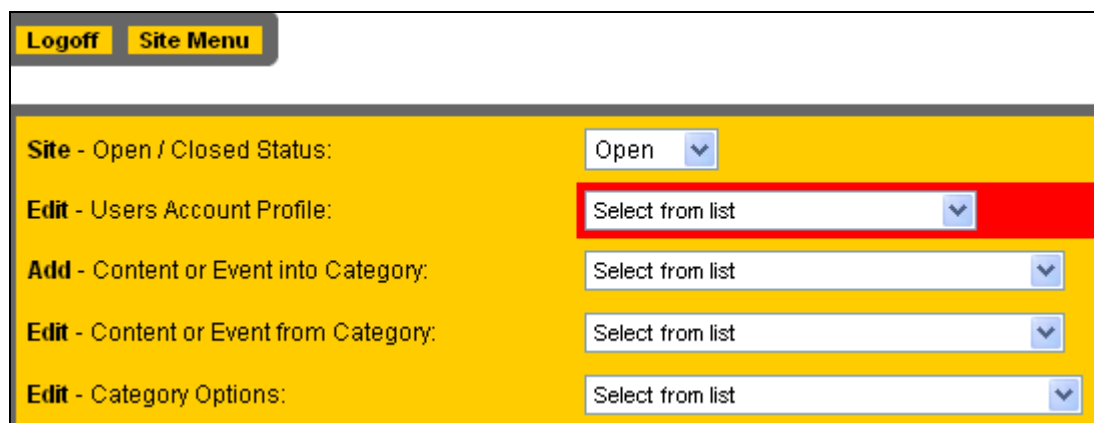 Logoff Site Menu
Site - Open / Closed Status: Open
Edit - Users Account Profile: Select from list
Add - Content or Event into Category: Select from list
Edit - Content or Event from Category: Select from list
Edit - Category Options: Select from list